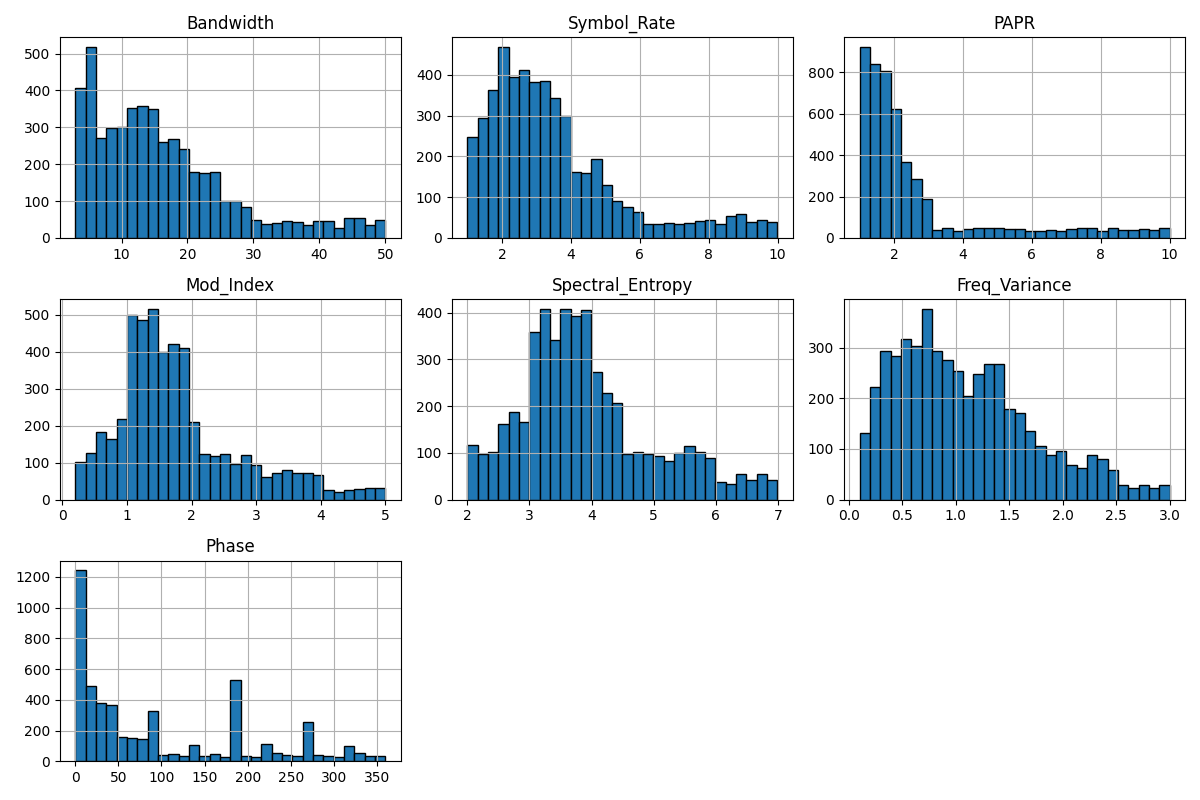 Bandwidth Symbol_Rate PAPR
500 400 300 200 100 0
400 300 200 100 0
800 600 400 200 0
10 20 30 40 50
2 4 6 8 10
2 4 6 8 10
Mod_Index Spectral_Entropy Freq_Variance
500 400 300 200 100 0
400 300 200 100 0
300 200 100 0
0 1 2 3 4 5
2 3 4 5 6 7
0.0 0.5 1.0 1.5 2.0 2.5 3.0
Phase
1200 1000 800 600 400 200 0
0 50 100 150 200 250 300 350